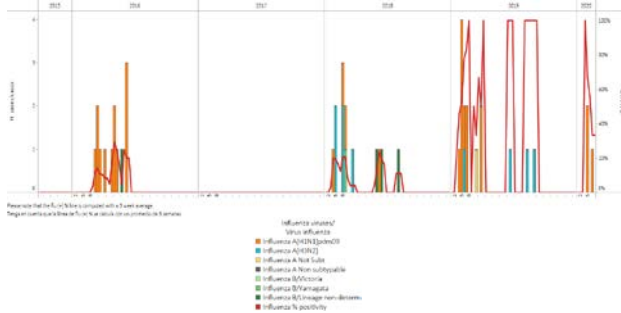 2015 2016 2017 2018 2019 2020
4 100%
3 80%
60%
2
40%
1 20%
0 0%
Please note that the flu(+) % line is computed with a 3 week average.
Tenga en cuenta que la línea de flu (+) % se calcula con un promedio de 3 semanas
Influenza viruses/
Virus Influenza
Influenza A(H1N1)pdm09
Influenza A(H3N2)
Influenza A Not Subt
Influenza A Non-subtypable
Influenza B/Victoria
Influenza B/Yamagata
Influenza B/Lineage non-determ.
Influenza % positivity